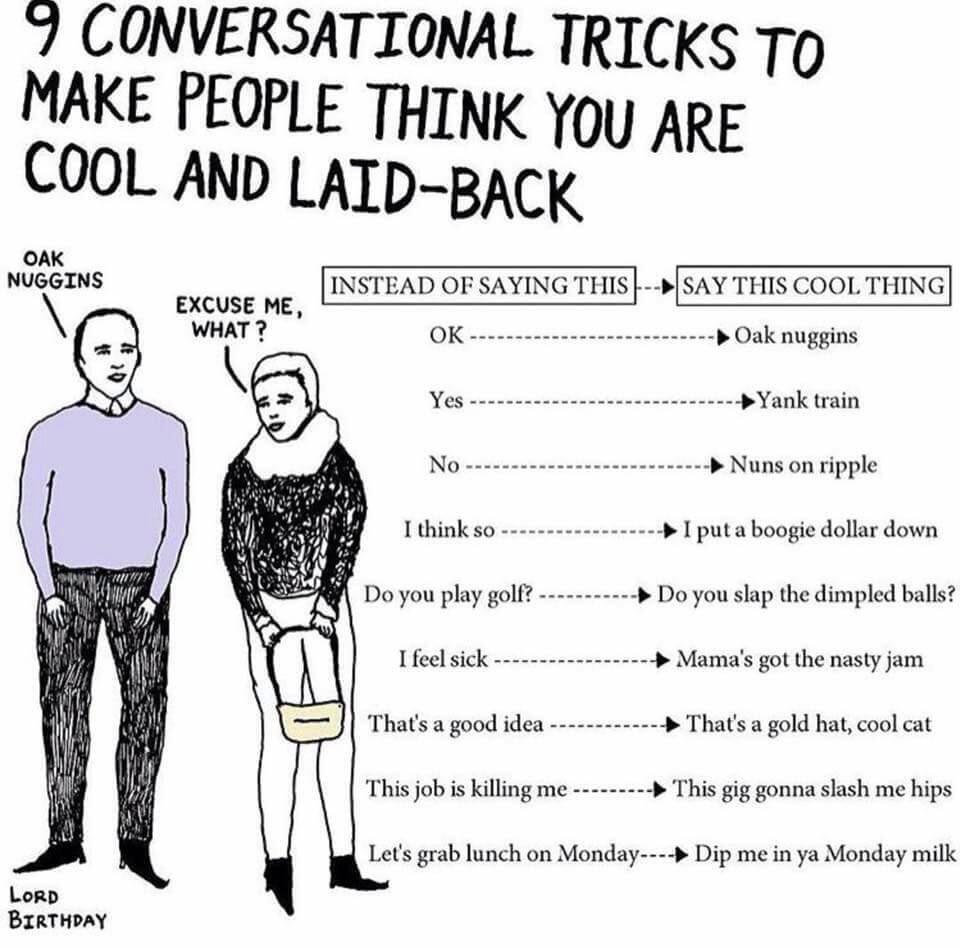 9 CONVERSATIONAL TRICKS TO
MAKE PEOPLE THINK YOU ARE
COOL AND LAID-BACK
OAK
NUGGINS
EXCUSE ME,
WHAT?
INSTEAD OF SAYING THIS SAY THIS COOL THING
OK Oak nuggins
Yes Yank train
No Nuns on ripple
I think so I put a boogie dollar down
Do you play golf? Do you slap the dimpled balls?
I feel sick Mama's got the nasty jam
That's a good idea That's a gold hat, cool cat
This job is killing me This gig gonna slash me hips
Let's grab lunch on Monday Dip me in ya Monday milk
LORD
BIRTHDAY